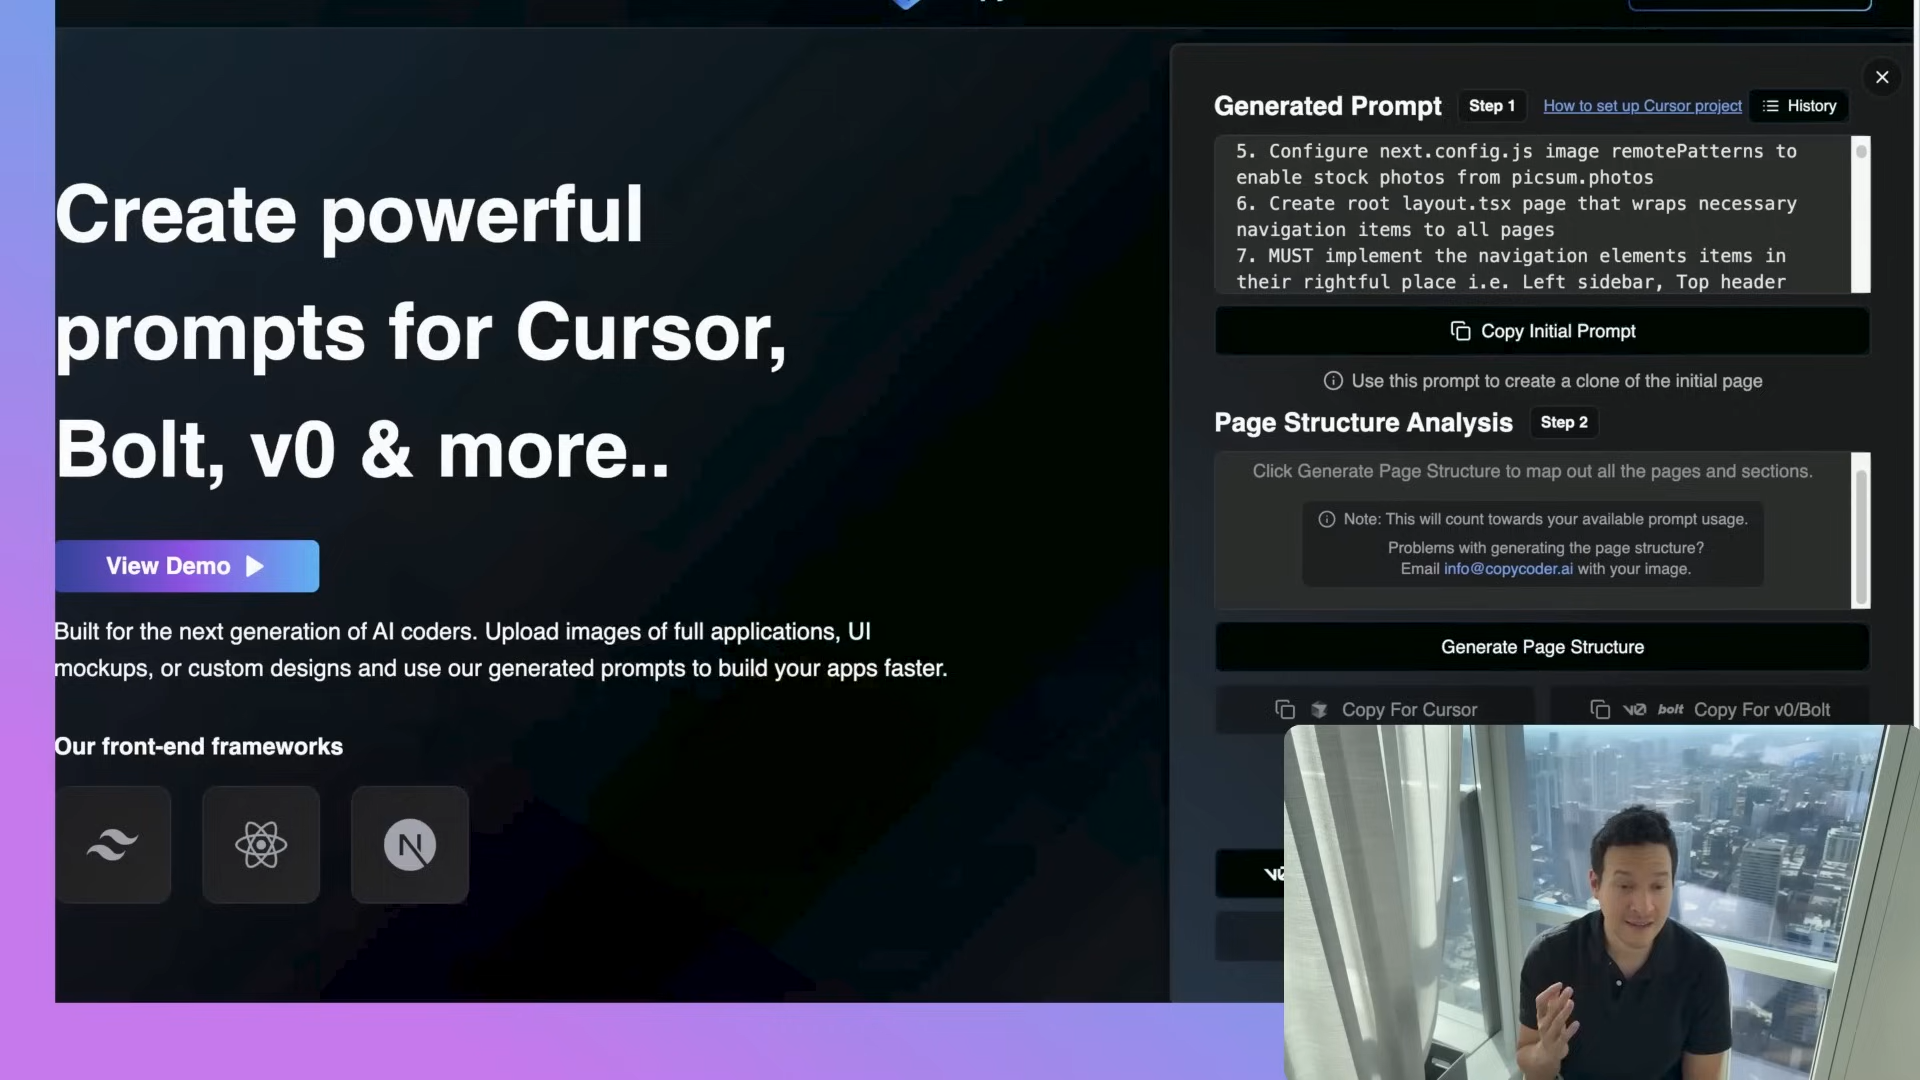 Create powerful
prompts for Cursor,
Bolt, v0 & more..
View Demo
Built for the next generation of AI coders. Upload images of full applications, UI
mockups, or custom designs and use our generated prompts to build your apps faster.
Our front-end frameworks
N
Generated Prompt Step 1 How to set up Cursor project History
5. Configure next.config.js image remotePatterns to
enable stock photos from picsum.photos
6. Create root layout.tsx page that wraps necessary
navigation items to all pages
7. MUST implement the navigation elements items in
their rightful place i.e. Left sidebar, Top header
Copy Initial Prompt
Use this prompt to create a clone of the initial page
Page Structure Analysis Step 2
Click Generate Page Structure to map out all the pages and sections.
Note: This will count towards your available prompt usage.
Problems with generating the page structure?
Email info@copycoder.ai with your image.
Generate Page Structure
Copy For Cursor
v0 bolt Copy For v0/Bolt
v0